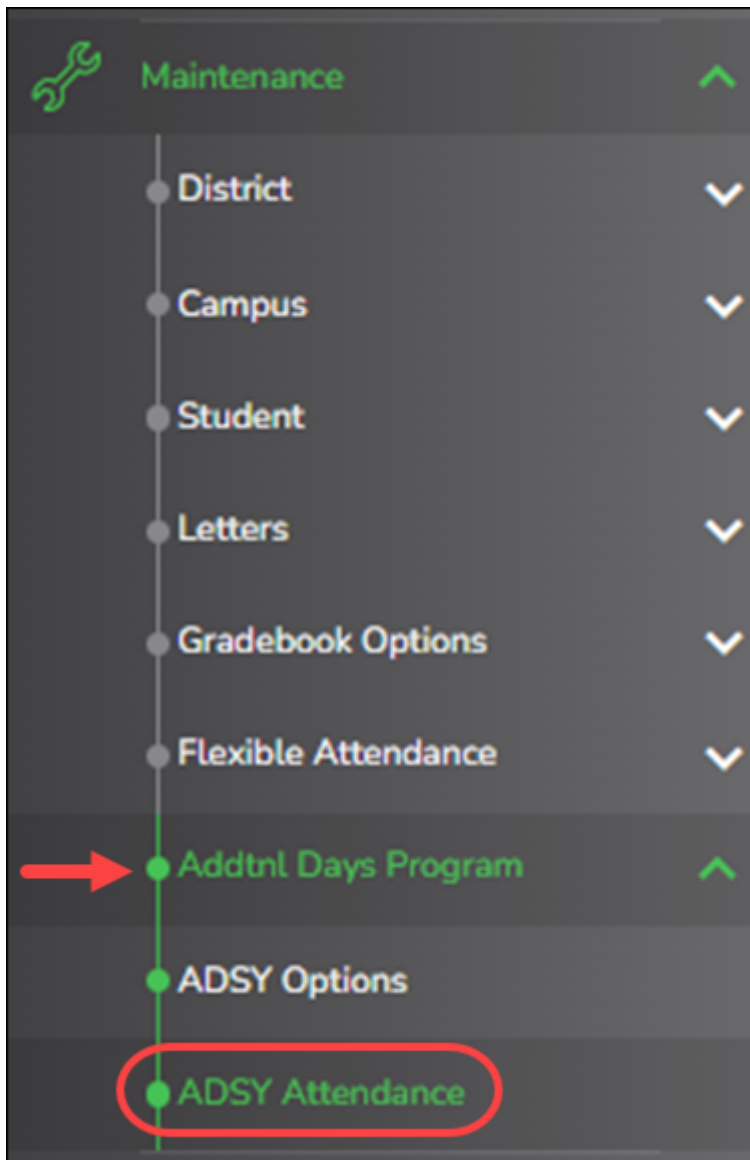 Maintenance
District
Campus
Student
Letters
Gradebook Options
Flexible Attendance
Addtnl Days Program
ADSY Options
ADSY Attendance